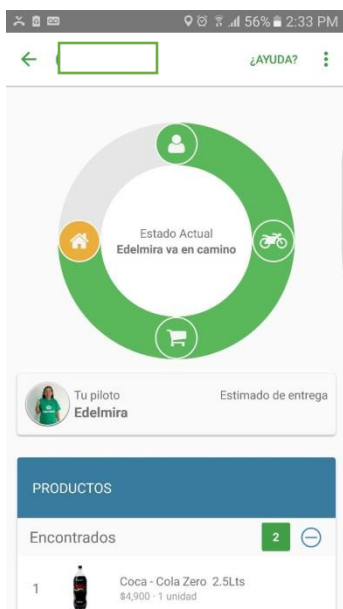 56% 2:33 PM
¿AYUDA?
Estado Actual
Edelmira va en camino
Tu piloto
Estimado de entrega
Edelmira
PRODUCTOS
Encontrados
2
1
Coca - Cola Zero 2.5Lts
$4,900 - 1 unidad